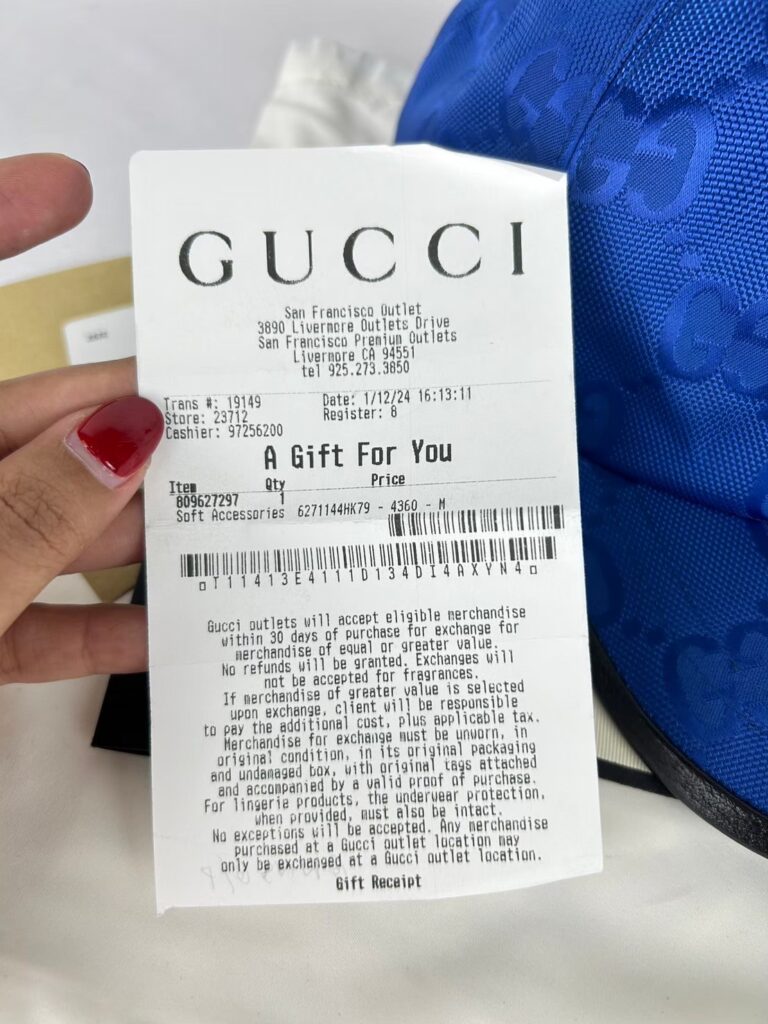 GUCCI
San Francisco Outlet
3890 Livermore Outlets Drive
San Francisco Premium Outlets
Livermore CA 94551
tel 925.273.3850
Trans #: 19149 Date: 1/12/24 16:13:11
Store: 23712 Register: 8
Cashier: 97256200
A Gift For You
Item Qty Price
809627297 1
Soft Accessories 6271144HK79 - 4360 - M
T11413E4111D134DI4AXYN4
Gucci outlets will accept eligible merchandise
within 30 days of purchase for exchange for
merchandise of equal or greater value.
No refunds will be granted. Exchanges will
not be accepted for fragrances.
If merchandise of greater value is selected
upon exchange, client will be responsible
to pay the additional cost, plus applicable tax.
Merchandise for exchange must be unworn, in
original condition, in its original packaging
and undamaged box, with original tags attached
and accompanied by a valid proof of purchase.
For lingerie products, the underwear protection,
when provided, must also be intact.
No exceptions will be accepted. Any merchandise
purchased at a Gucci outlet location may
only be exchanged at a Gucci outlet location.
Gift Receipt